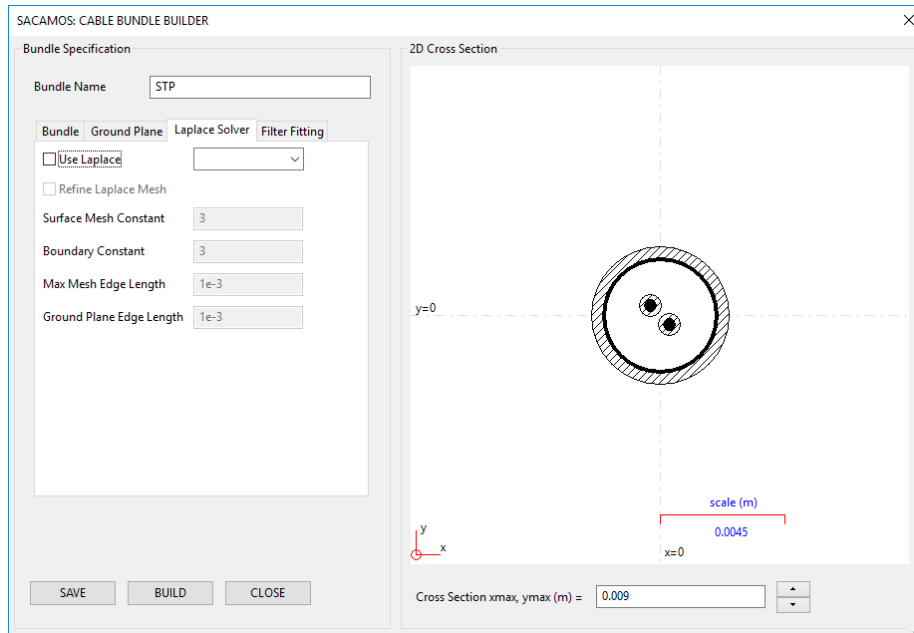 SACAMOS: CABLE BUNDLE BUILDER
Bundle Specification
Bundle Name STP
Bundle Ground Plane Laplace Solver Filter Fitting
Use Laplace
Refine Laplace Mesh
Surface Mesh Constant 3
Boundary Constant 3
Max Mesh Edge Length 1e-3
Ground Plane Edge Length 1e-3
SAVE BUILD CLOSE
2D Cross Section
y=0
scale (m)
0.0045
y
x
x=0
Cross Section xmax, ymax (m) = 0.009